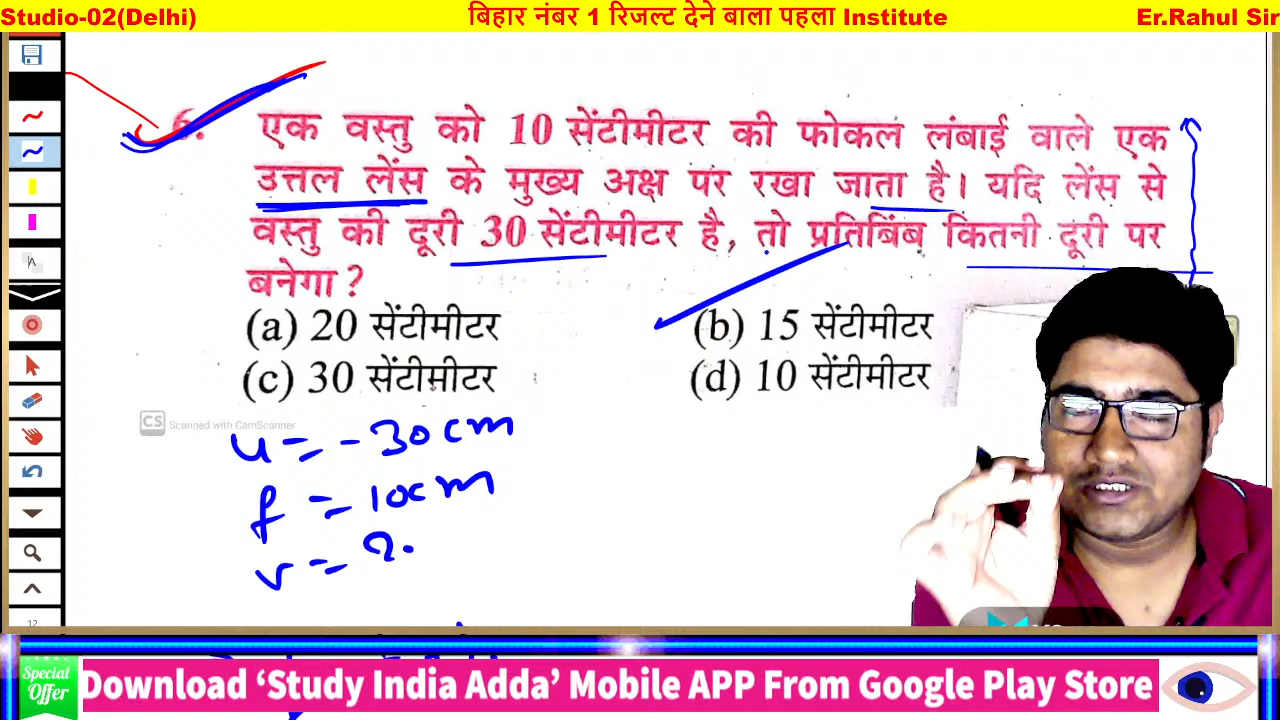 Studio-02(Delhi) बिहार नंबर 1 रिजल्ट देने बाला पहला Institute Er.Rahul Sir
6. एक वस्तु को 10 सेंटीमीटर की फोकल लंबाई वाले एक
उत्तल लेंस के मुख्य अक्ष पर रखा जाता है। यदि लेंस से
वस्तु की दूरी 30 सेंटीमीटर है, तो प्रतिबिंब कितनी दूरी पर
बनेगा?
(a) 20 सेंटीमीटर (b) 15 सेंटीमीटर
(c) 30 सेंटीमीटर (d) 10 सेंटीमीटर
CS Scanned with CamScanner
u = -30cm
f = 10cm
v = ?
12
Special Offer
Download ‘Study India Adda’ Mobile APP From Google Play Store